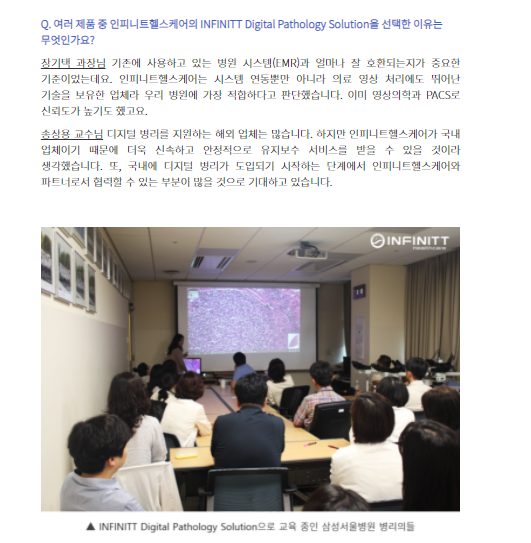 Q. 여러 제품 중 인피니트헬스케어의 INFINITT Digital Pathology Solution을 선택한 이유는
무엇인가요?
장기택 과장님 기존에 사용하고 있는 병원 시스템(EMR)과 얼마나 잘 호환되는지가 중요한
기준이었는데요. 인피니트헬스케어는 시스템 연동뿐만 아니라 의료 영상 처리에도 뛰어난
기술을 보유한 업체라 우리 병원에 가장 적합하다고 판단했습니다. 이미 영상의학과 PACS로
신뢰도가 높기도 했고요.
송상용 교수님 디지털 병리를 지원하는 해외 업체는 많습니다. 하지만 인피니트헬스케어가 국내
업체이기 때문에 더욱 신속하고 안정적으로 유지보수 서비스를 받을 수 있을 것이라
생각했습니다. 또, 국내에 디지털 병리가 도입되기 시작하는 단계에서 인피니트헬스케어와
파트너로서 협력할 수 있는 부분이 많을 것으로 기대하고 있습니다.
INFINITT
▲ INFINITT Digital Pathology Solution으로 교육 중인 삼성서울병원 병리의들